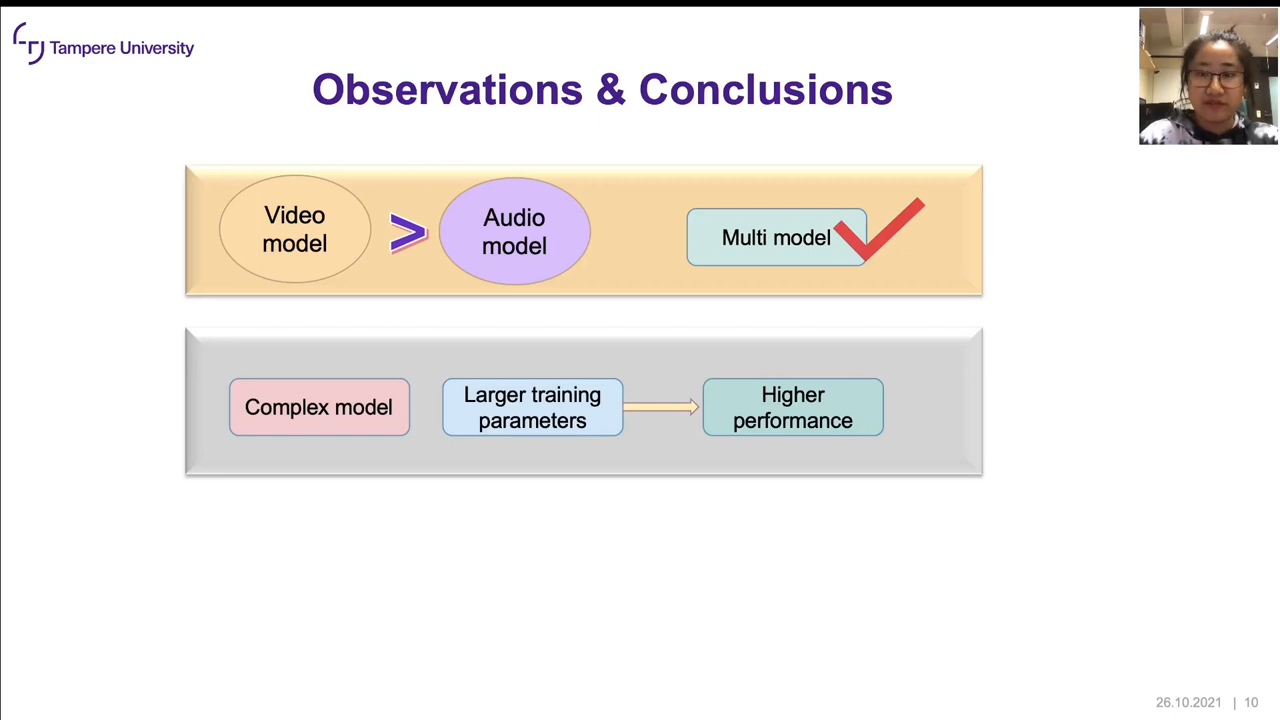 Tampere University
Observations & Conclusions
Video
model
>
Audio
model
Multi model
Complex model
Larger training
parameters
Higher
performance
26.10.2021 | 10